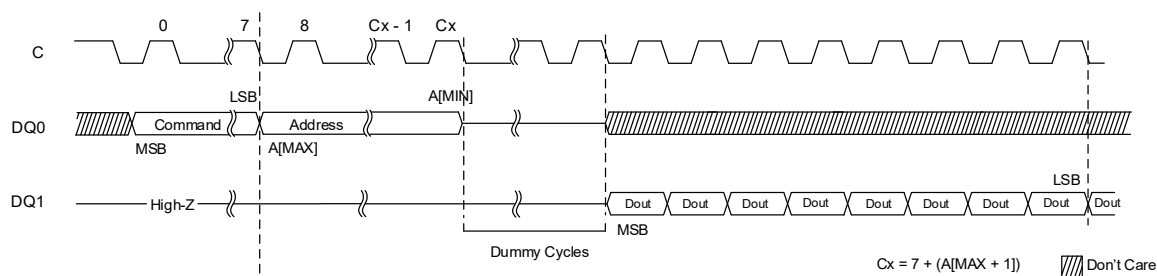 0 7 8 Cx - 1 Cx
C
LSB A[MIN]
DQ0 Command Address
MSB A[MAX]
LSB
DQ1 High-Z Dout Dout Dout Dout Dout Dout Dout Dout Dout
MSB
Dummy Cycles
Cx = 7 + (A[MAX + 1]) Don't Care